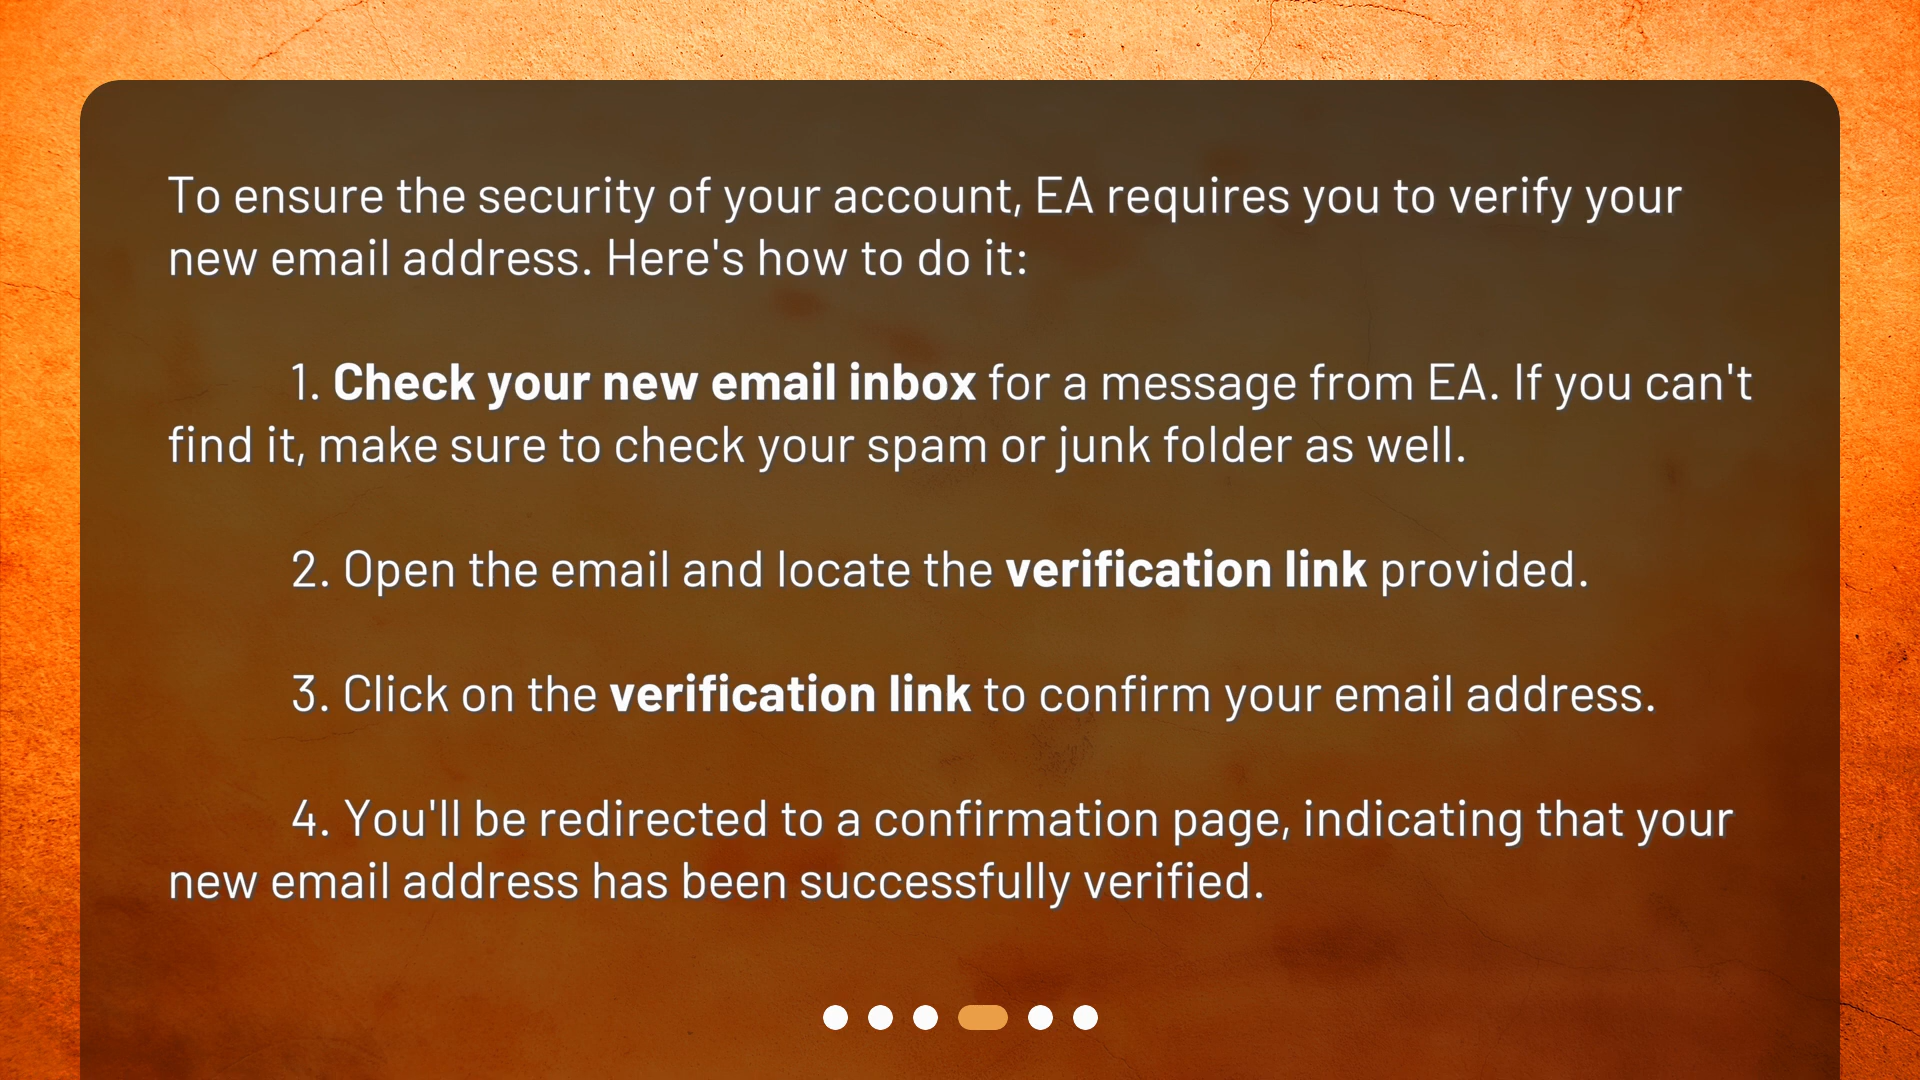 To ensure the security of your account, EA requires you to verify your
new email address. Here's how to do it:
1. Check your new email inbox for a message from EA. If you can't
find it, make sure to check your spam or junk folder as well.
2. Open the email and locate the verification link provided.
3. Click on the verification link to confirm your email address.
4. You'll be redirected to a confirmation page, indicating that your
new email address has been successfully verified.